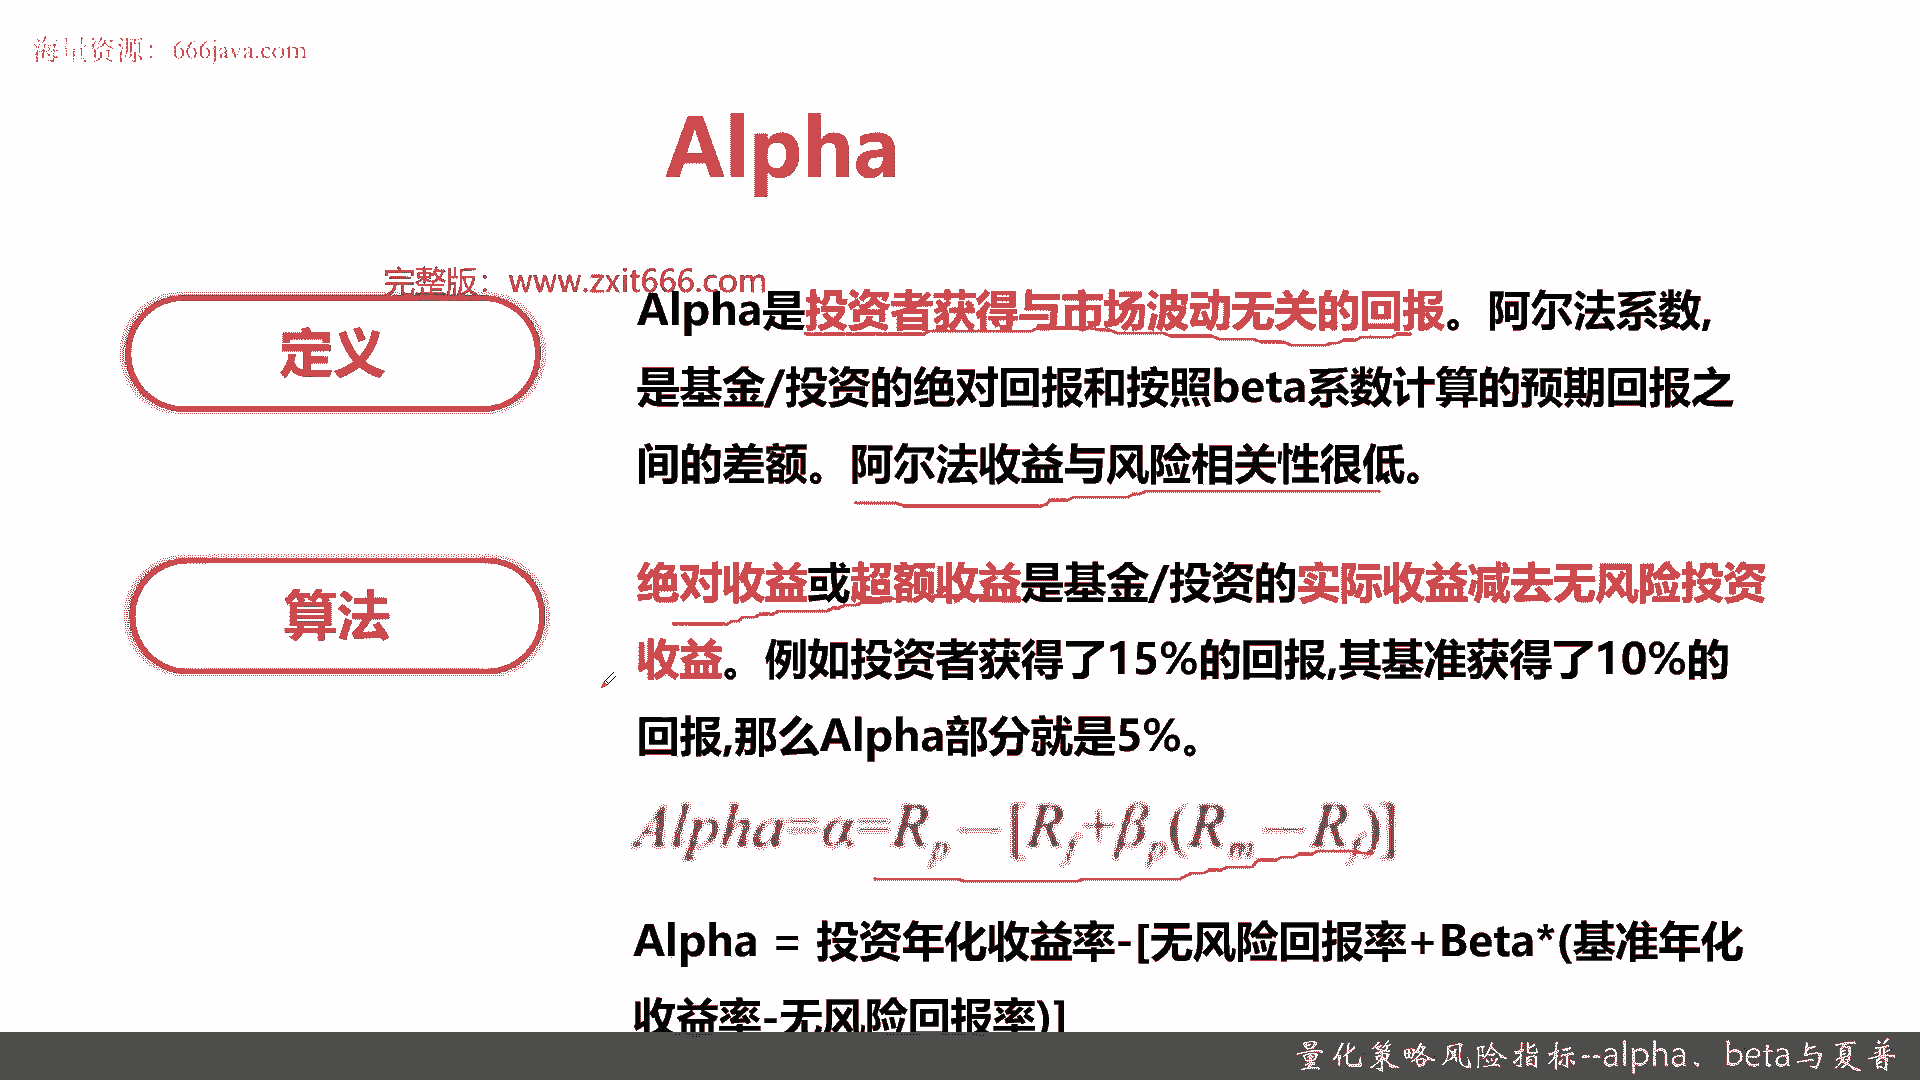 海量资源：666java.com
Alpha
完整版：www.zxit666.com
定义
Alpha是投资者获得与市场波动无关的回报。阿尔法系数,
是基金/投资的绝对回报和按照beta系数计算的预期回报之
间的差额。阿尔法收益与风险相关性很低。
算法
绝对收益或超额收益是基金/投资的实际收益减去无风险投资
收益。例如投资者获得了15%的回报,其基准获得了10%的
回报,那么Alpha部分就是5%。
Alpha=α=Rp—[Rf+βp(Rm—Rf)]
Alpha = 投资年化收益率-[无风险回报率+Beta*(基准年化
收益率-无风险回报率)]
量化策略风险指标--alpha、beta与夏普